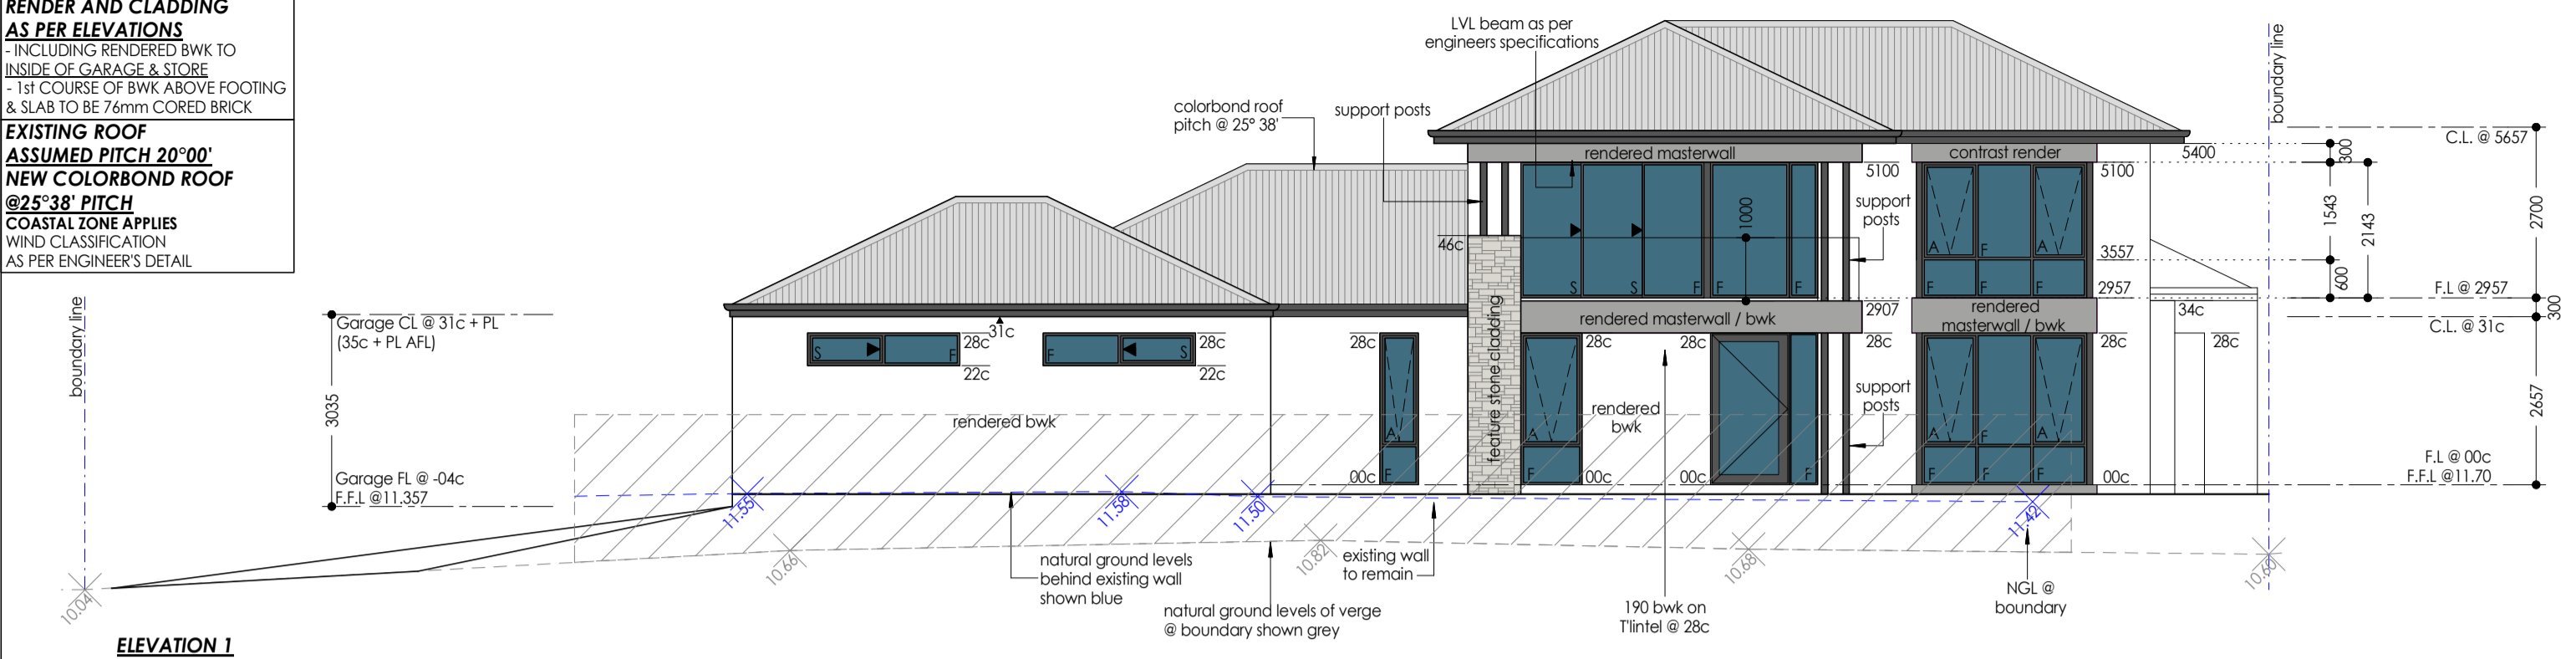 RENDER AND CLADDING
AS PER ELEVATIONS
- INCLUDING RENDERED BWK TO
INSIDE OF GARAGE & STORE
- 1st COURSE OF BWK ABOVE FOOTING
& SLAB TO BE 76mm CORED BRICK
EXISTING ROOF
ASSUMED PITCH 20°00'
NEW COLORBOND ROOF
@25°38' PITCH
COASTAL ZONE APPLIES
WIND CLASSIFICATION
AS PER ENGINEER'S DETAIL
boundary line
Garage CL @ 31c + PL
(35c + PL AFL)
3035
Garage FL @ -04c
F.F.L @11.357
10.04
colorbond roof
pitch @ 25° 38'
support posts
LVL beam as per
engineers specifications
31c
S
F
28c
22c
F
S
28c
22c
rendered bwk
28c
A
F
00c
46c
feature stone cladding
rendered masterwall
5100
1000
S
S
F
F
F
support
posts
rendered masterwall / bwk
2907
28c
28c
28c
A
F
00c
rendered
bwk
00c
F
support
posts
contrast render
5400
5100
A
F
A
3557
F
F
F
2957
rendered
masterwall / bwk
28c
A
F
A
F
F
F
00c
34c
28c
boundary line
300
1543
2143
600
2700
300
2657
C.L. @ 5657
F.L @ 2957
C.L. @ 31c
F.L @ 00c
F.F.L @11.70
11.55
11.58
11.50
11.42
10.66
10.82
10.68
10.60
natural ground levels
behind existing wall
shown blue
natural ground levels of verge
@ boundary shown grey
existing wall
to remain
190 bwk on
T'lintel @ 28c
NGL @
boundary
ELEVATION 1